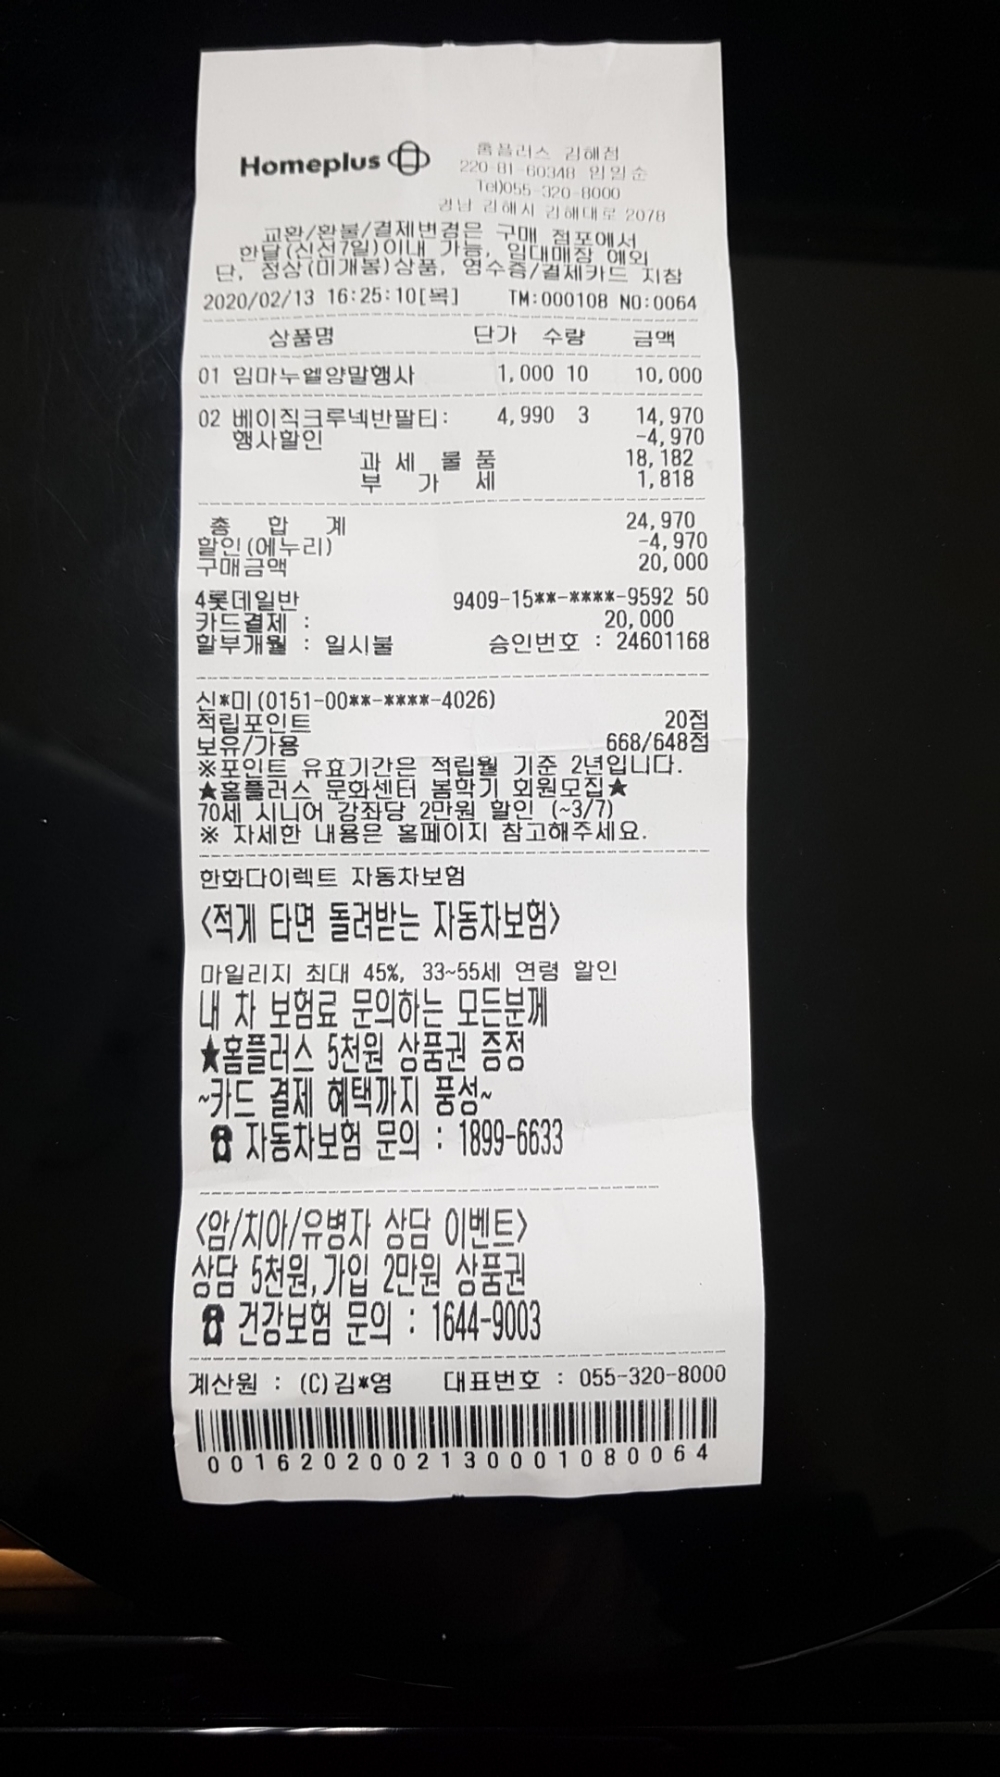 Homeplus
홈플러스 김해점
220-81-60348 임일순
Tel)055-320-8000
경남 김해시 김해대로 2078
교환/환불/결제변경은 구매 점포에서
한달(신선7일)이내 가능, 임대매장 예외
단, 정상(미개봉)상품, 영수증/결제카드 지참
2020/02/13 16:25:10[목] TM:000108 NO:0064
상품명 단가 수량 금액
01 임마누엘양말행사 1,000 10 10,000
02 베이직크루넥반팔티: 4,990 3 14,970
행사할인 -4,970
과 세 물 품 18,182
부 가 세 1,818
총 합 계 24,970
할인(에누리) -4,970
구매금액 20,000
4롯데일반 9409-15**-****-9592 50
카드결제 : 20,000
할부개월 : 일시불 승인번호 : 24601168
신*미(0151-00**-****-4026)
적립포인트 20점
보유/가용 668/648점
※포인트 유효기간은 적립월 기준 2년입니다.
★홈플러스 문화센터 봄학기 회원모집★
70세 시니어 강좌당 2만원 할인 (~3/7)
※ 자세한 내용은 홈페이지 참고해주세요.
한화다이렉트 자동차보험
<적게 타면 돌려받는 자동차보험>
마일리지 최대 45%, 33~55세 연령 할인
내 차 보험료 문의하는 모든분께
★홈플러스 5천원 상품권 증정
~카드 결제 혜택까지 풍성~
☎ 자동차보험 문의 : 1899-6633
<암/치아/유병자 상담 이벤트>
상담 5천원,가입 2만원 상품권
☎ 건강보험 문의 : 1644-9003
계산원 : (C)김*영 대표번호 : 055-320-8000
0016202002130001080064